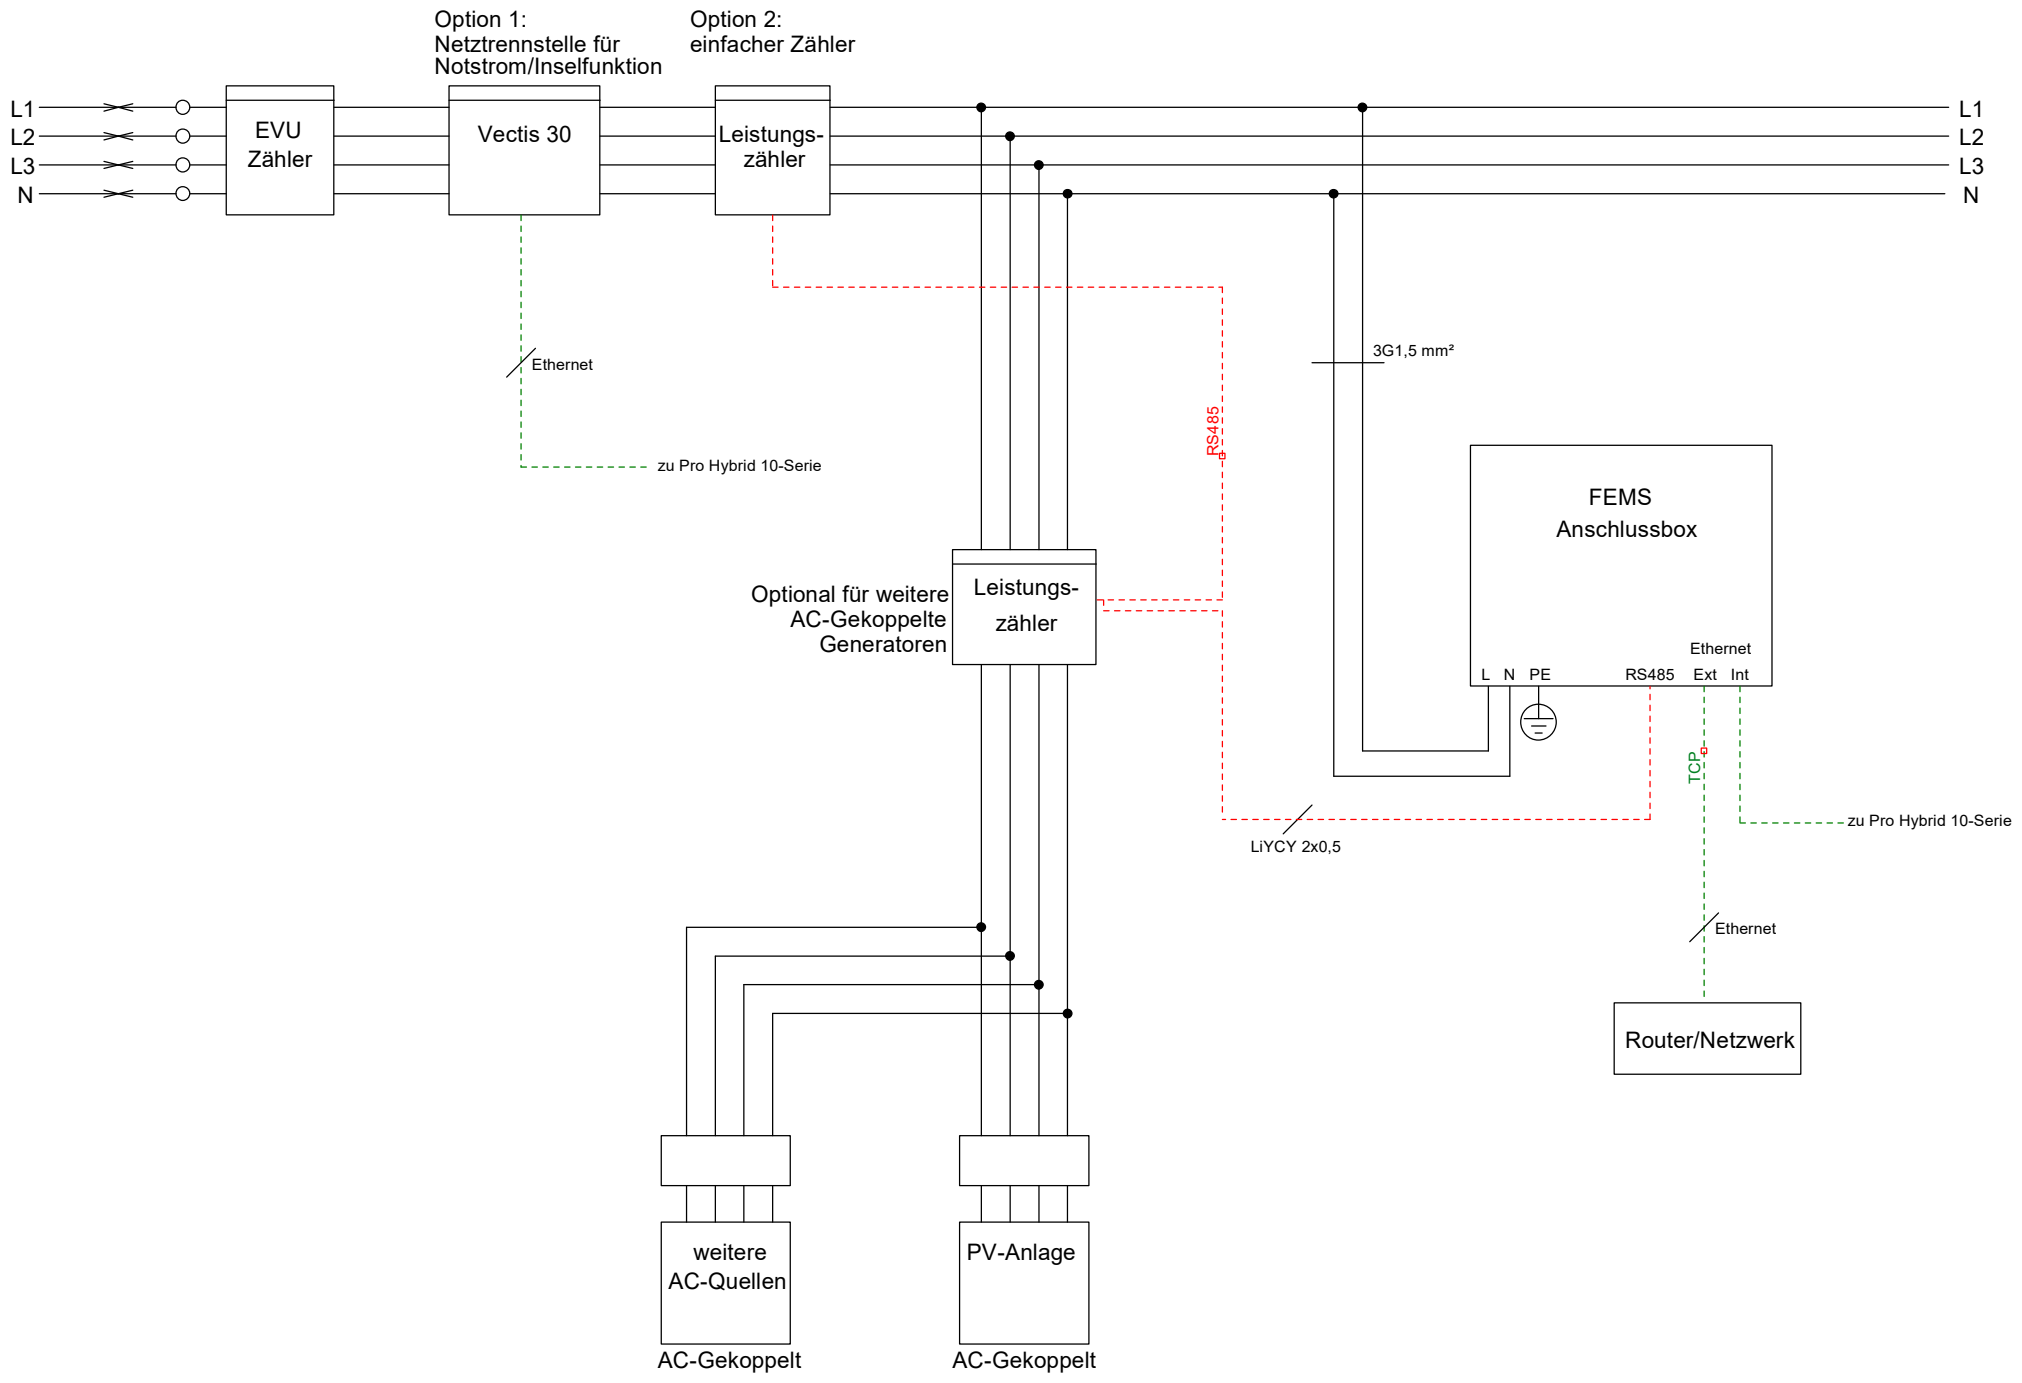 Option 1:
Netztrennstelle für
Notstrom/Inselfunktion
Option 2:
einfacher Zähler
L1
L2
L3
N
EVU
Zähler
Vectis 30
Leistungs-
zähler
L1
L2
L3
N
Ethernet
zu Pro Hybrid 10-Serie
3G1,5 mm²
RS485
FEMS
Anschlussbox
Ethernet
L N PE RS485 Ext Int
Optional für weitere
AC-Gekoppelte
Generatoren
Leistungs-
zähler
TCP
zu Pro Hybrid 10-Serie
LiYCY 2x0,5
Ethernet
Router/Netzwerk
weitere
AC-Quellen
AC-Gekoppelt
PV-Anlage
AC-Gekoppelt